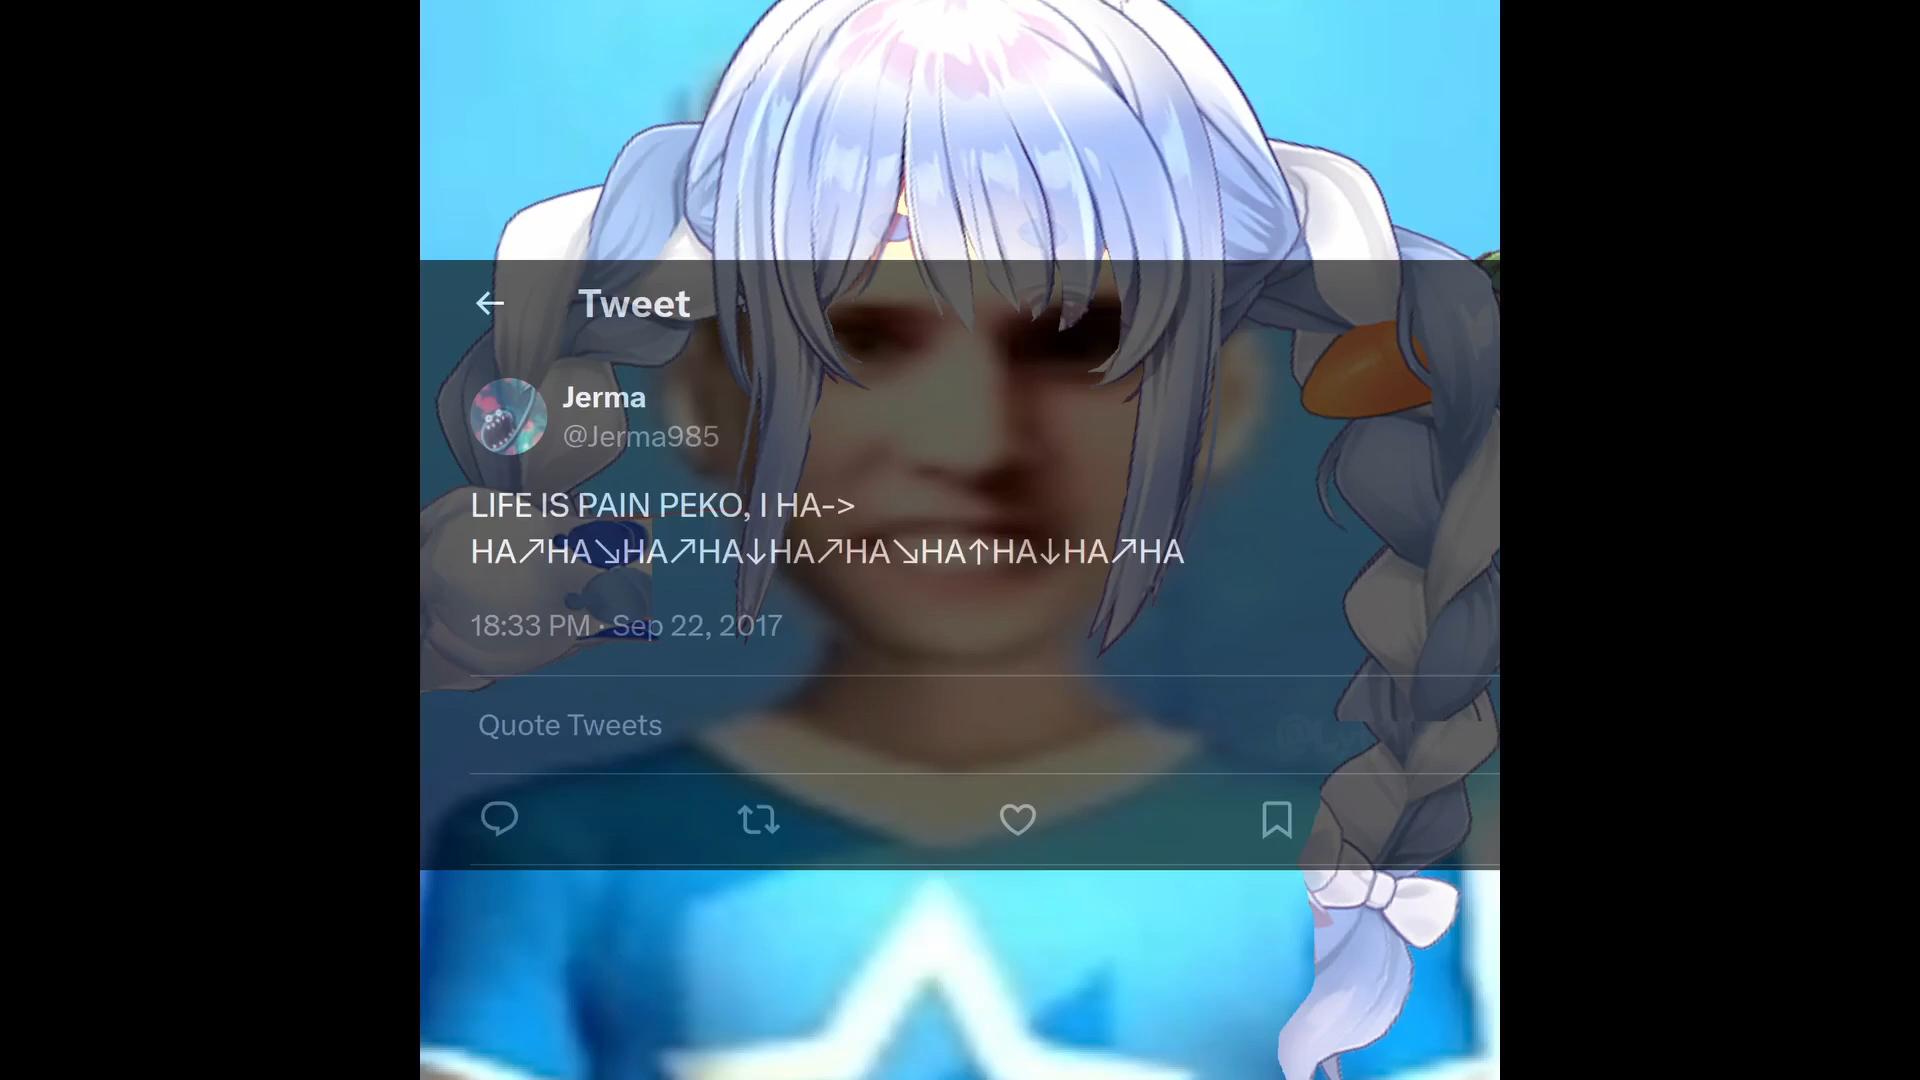 Tweet
Jerma
@Jerma985
LIFE IS PAIN PEKO, I HA->
HA↗HA↘HA↗HA↓HA↗HA↘HA↑HA↓HA↗HA
18:33 PM · Sep 22, 2017
Quote Tweets